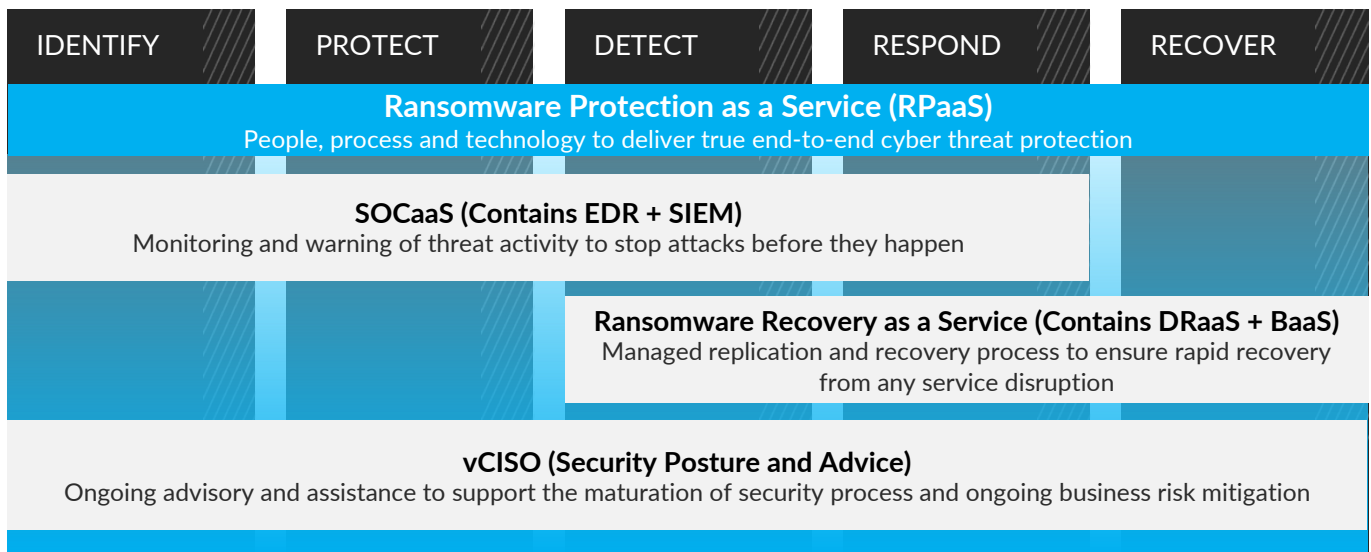 IDENTIFY
PROTECT
DETECT
RESPOND
RECOVER
Ransomware Protection as a Service (RPaaS)
People, process and technology to deliver true end-to-end cyber threat protection
SOCaaS (Contains EDR + SIEM)
Monitoring and warning of threat activity to stop attacks before they happen
Ransomware Recovery as a Service (Contains DRaaS + BaaS)
Managed replication and recovery process to ensure rapid recovery
from any service disruption
vCISO (Security Posture and Advice)
Ongoing advisory and assistance to support the maturation of security process and ongoing business risk mitigation